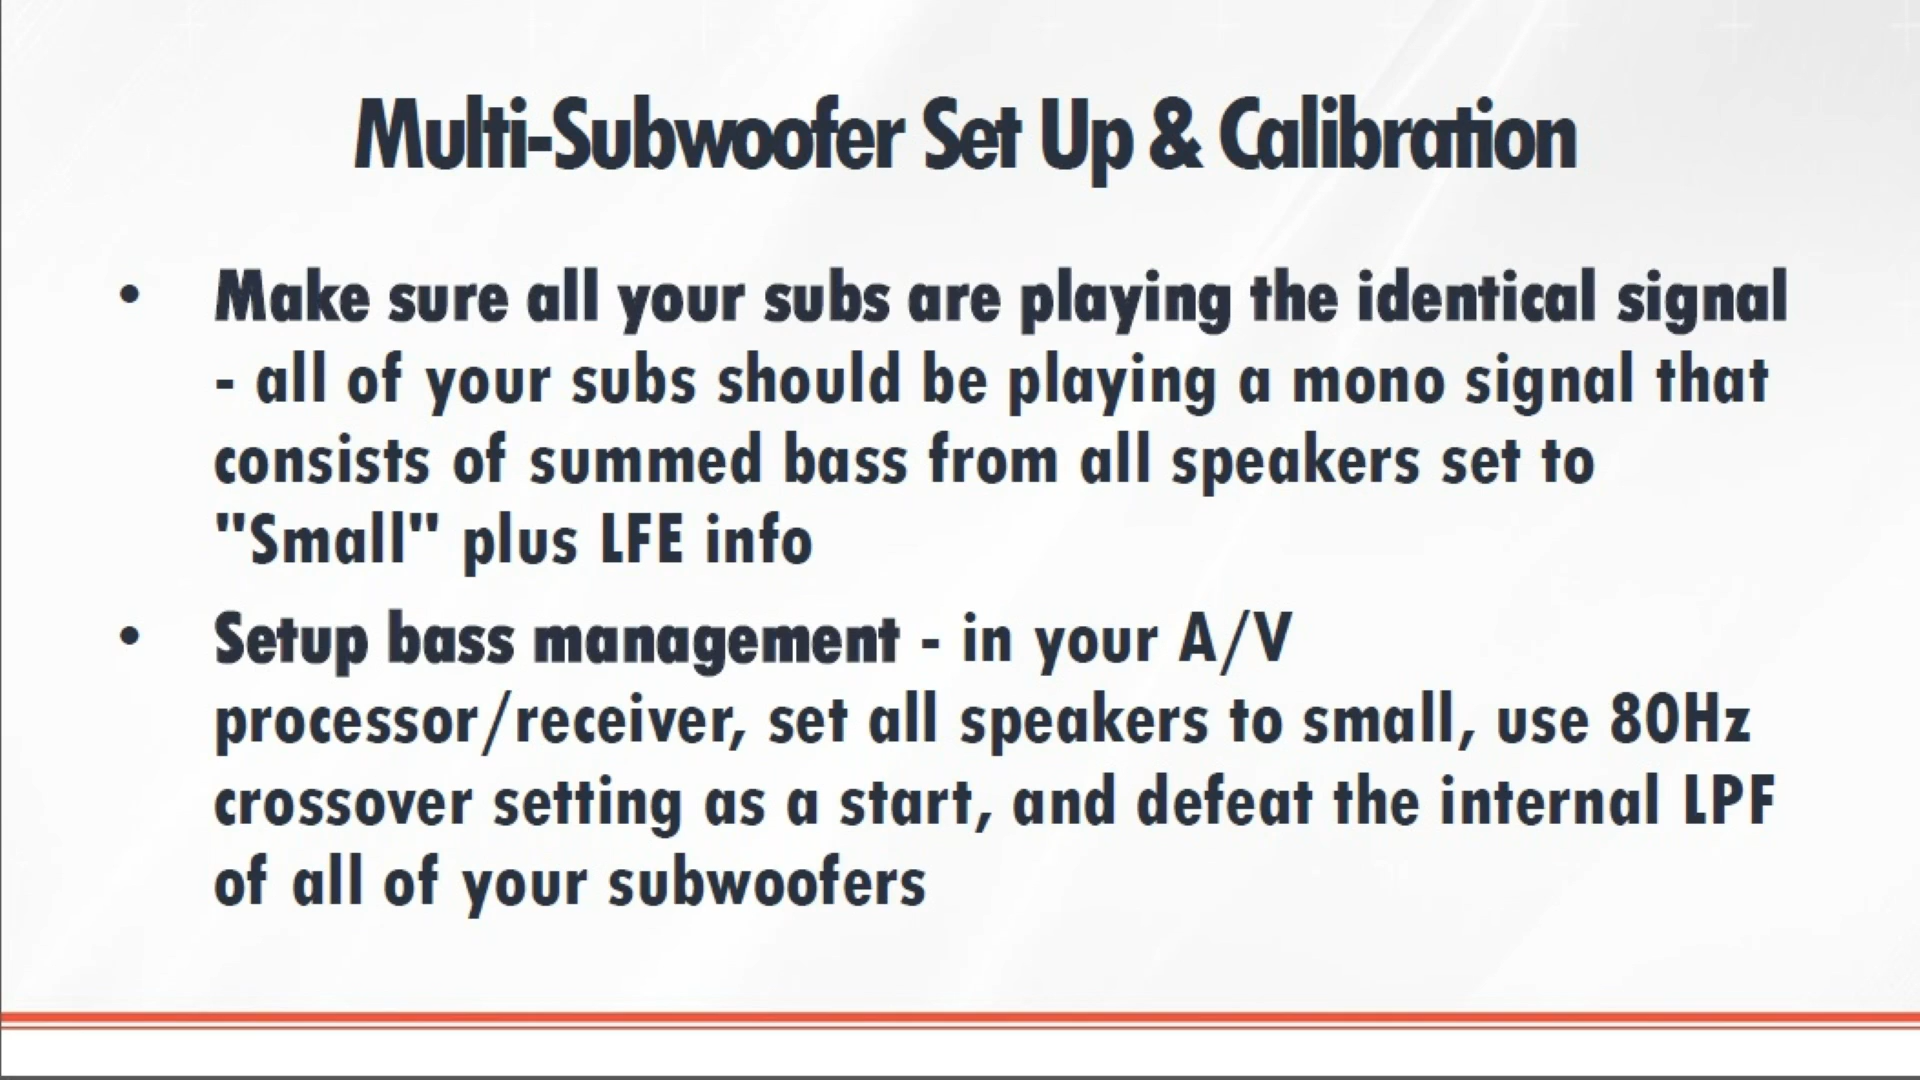 Multi-Subwoofer Set Up & Calibration
• Make sure all your subs are playing the identical signal
- all of your subs should be playing a mono signal that
consists of summed bass from all speakers set to
"Small" plus LFE info
• Setup bass management - in your A/V
processor/receiver, set all speakers to small, use 80Hz
crossover setting as a start, and defeat the internal LPF
of all of your subwoofers